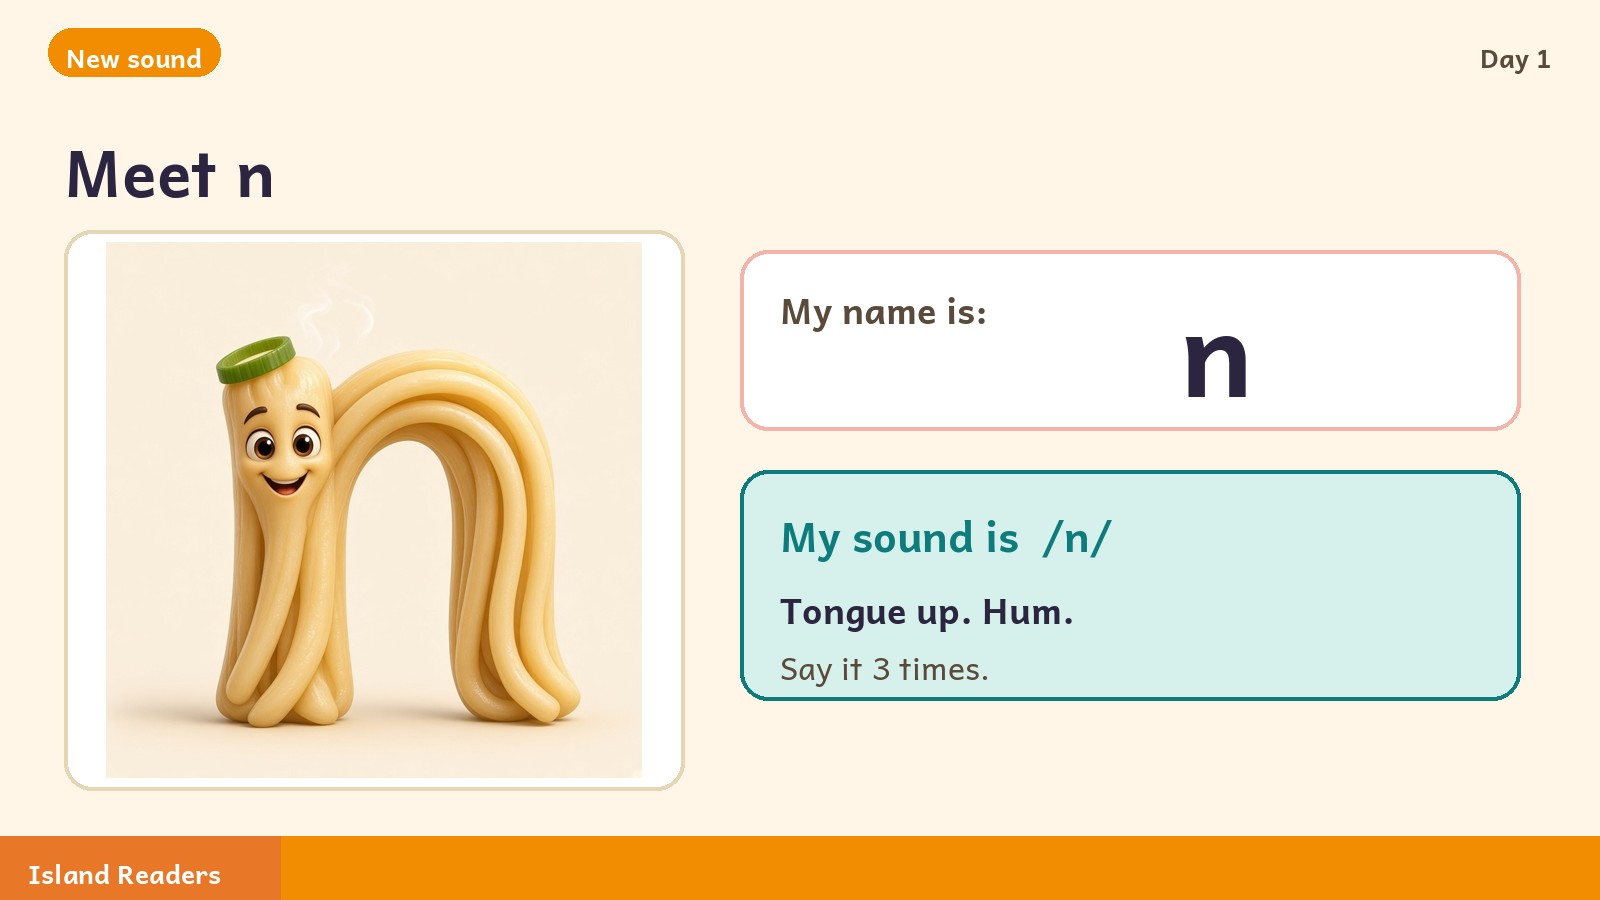 New sound
Day 1
Meet n
My name is:
n
My sound is /n/
Tongue up. Hum.
Say it 3 times.
Island Readers